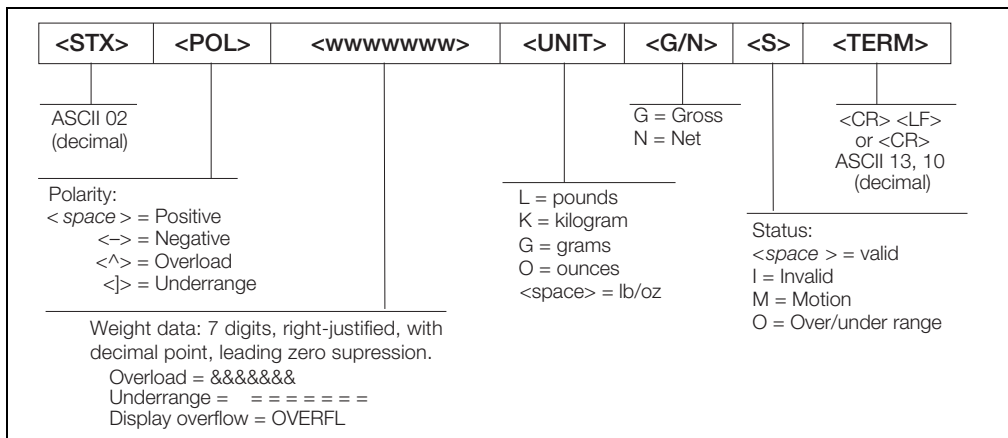 <STX> <POL> <wwwwwww> <UNIT> <G/N> <S> <TERM>
ASCII 02
(decimal)
G = Gross
N = Net
<CR> <LF>
or <CR>
ASCII 13, 10
(decimal)
Polarity:
< space > = Positive
<–> = Negative
<^> = Overload
<]> = Underrange
L = pounds
K = kilogram
G = grams
O = ounces
<space> = lb/oz
Status:
<space > = valid
I = Invalid
M = Motion
O = Over/under range
Weight data: 7 digits, right-justified, with
decimal point, leading zero supression.
Overload = &&&&&&&
Underrange = = = = = = = =
Display overflow = OVERFL